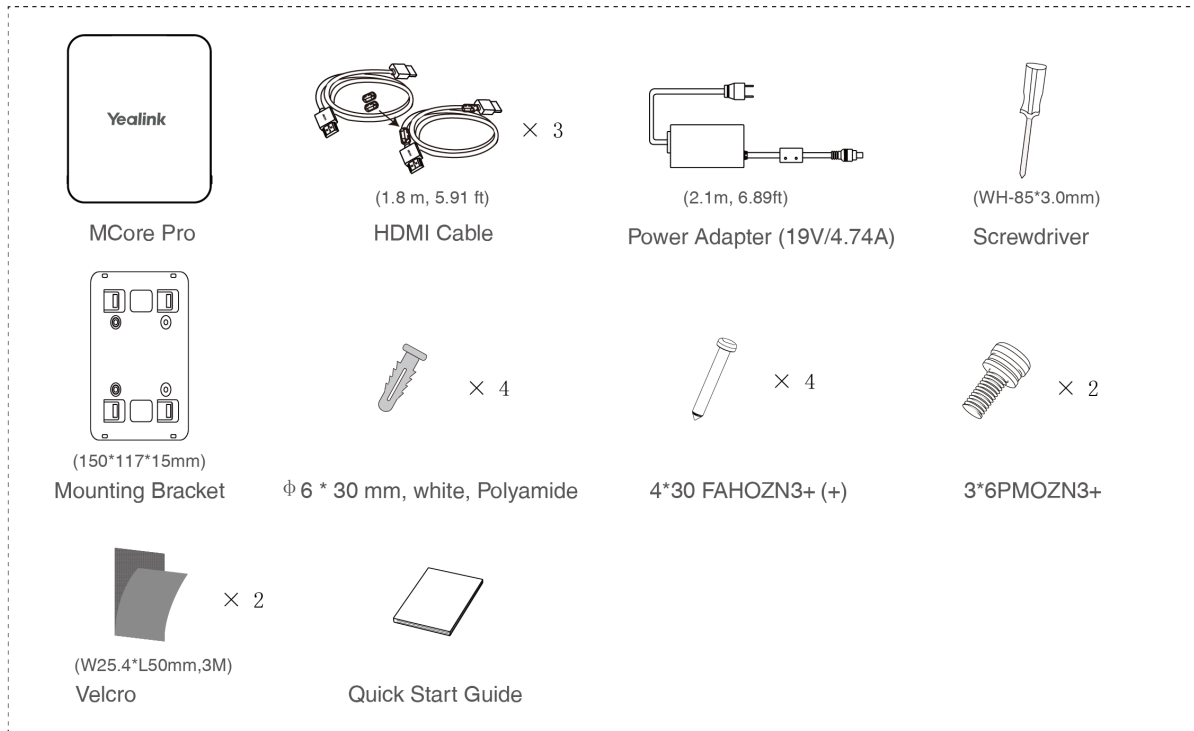 Yealink
× 3
(1.8 m, 5.91 ft)
(2.1m, 6.89ft)
(WH-85*3.0mm)
MCore Pro
HDMI Cable
Power Adapter (19V/4.74A)
Screwdriver
× 4
× 4
× 2
(150*117*15mm)
Mounting Bracket
ϕ6 * 30 mm, white, Polyamide
4*30 FAHOZN3+ (+)
3*6PMOZN3+
× 2
(W25.4*L50mm,3M)
Velcro
Quick Start Guide